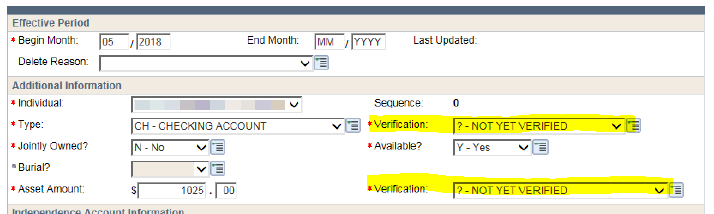 Effective Period
* Begin Month: 05 / 2018 End Month: MM / YYYY Last Updated:
Delete Reason:
Additional Information
* Individual: Sequence: 0
* Type: CH - CHECKING ACCOUNT * Verification: ? - NOT YET VERIFIED
* Jointly Owned? N - No * Available? Y - Yes
* Burial?
* Asset Amount: $ 1025 . 00 * Verification: ? - NOT YET VERIFIED
Independence Account Information